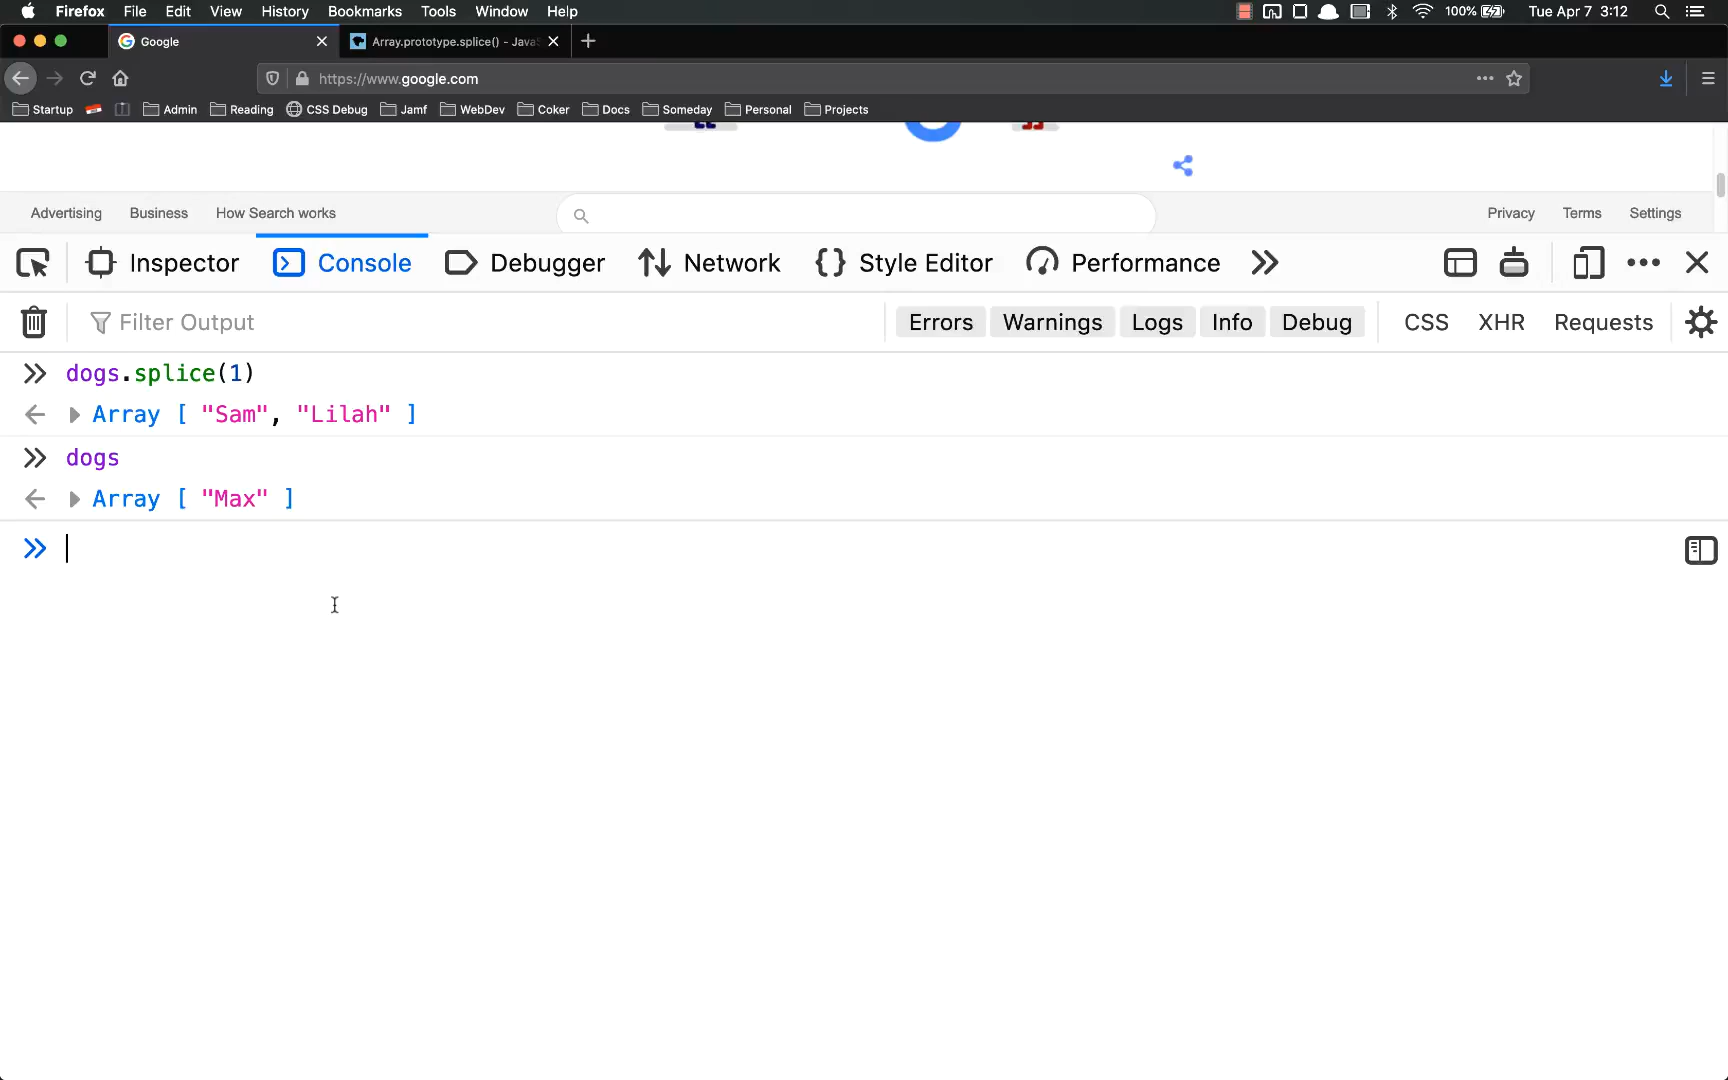 Firefox File Edit View History Bookmarks Tools Window Help 100% Tue Apr 7 3:12
Google Array.prototype.splice() - Java
https://www.google.com
Startup Admin Reading CSS Debug Jamf WebDev Coker Docs Someday Personal Projects
Advertising Business How Search works Privacy Terms Settings
Inspector Console Debugger Network {} Style Editor Performance
Filter Output Errors Warnings Logs Info Debug CSS XHR Requests
dogs.splice(1)
Array [ "Sam", "Lilah" ]
dogs
Array [ "Max" ]